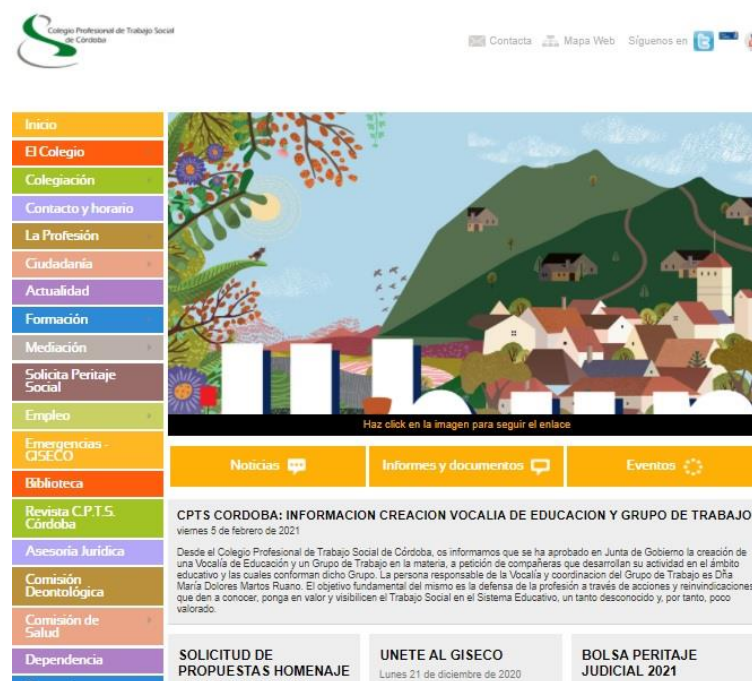 Colegio Profesional de Trabajo Social
de Córdoba
Contacta Mapa Web Síguenos en
Inicio
El Colegio
Colegiación
Contacto y horario
La Profesión
Ciudadanía
Actualidad
Formación
Mediación
Solicita Peritaje
Social
Empleo
Emergencias -
GISECO
Biblioteca
Revista C.P.T.S.
Córdoba
Asesoría Jurídica
Comisión
Deontológica
Comisión de
Salud
Dependencia
Haz click en la imagen para seguir el enlace
Noticias
Informes y documentos
Eventos
CPTS CORDOBA: INFORMACION CREACION VOCALIA DE EDUCACION Y GRUPO DE TRABAJO
viernes 5 de febrero de 2021
Desde el Colegio Profesional de Trabajo Social de Córdoba, os informamos que se ha aprobado en Junta de Gobierno la creación de
una Vocalía de Educación y un Grupo de Trabajo en la materia, a petición de compañeras que desarrollan su actividad en el ámbito
educativo y las cuales conforman dicho Grupo. La persona responsable de la Vocalía y coordinacion del Grupo de Trabajo es Dña
María Dolores Martos Ruano. El objetivo fundamental del mismo es la defensa de la profesión a través de acciones y reinvindicaciones
que den a conocer, ponga en valor y visibilicen el Trabajo Social en el Sistema Educativo, un tanto desconocido y, por tanto, poco
valorado.
SOLICITUD DE
PROPUESTAS HOMENAJE
UNETE AL GISECO
Lunes 21 de diciembre de 2020
BOLSA PERITAJE
JUDICIAL 2021